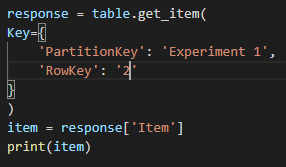 response = table.get_item(
Key={
'PartitionKey': 'Experiment 1',
'RowKey': '2'
}
)
item = response['Item']
print(item)